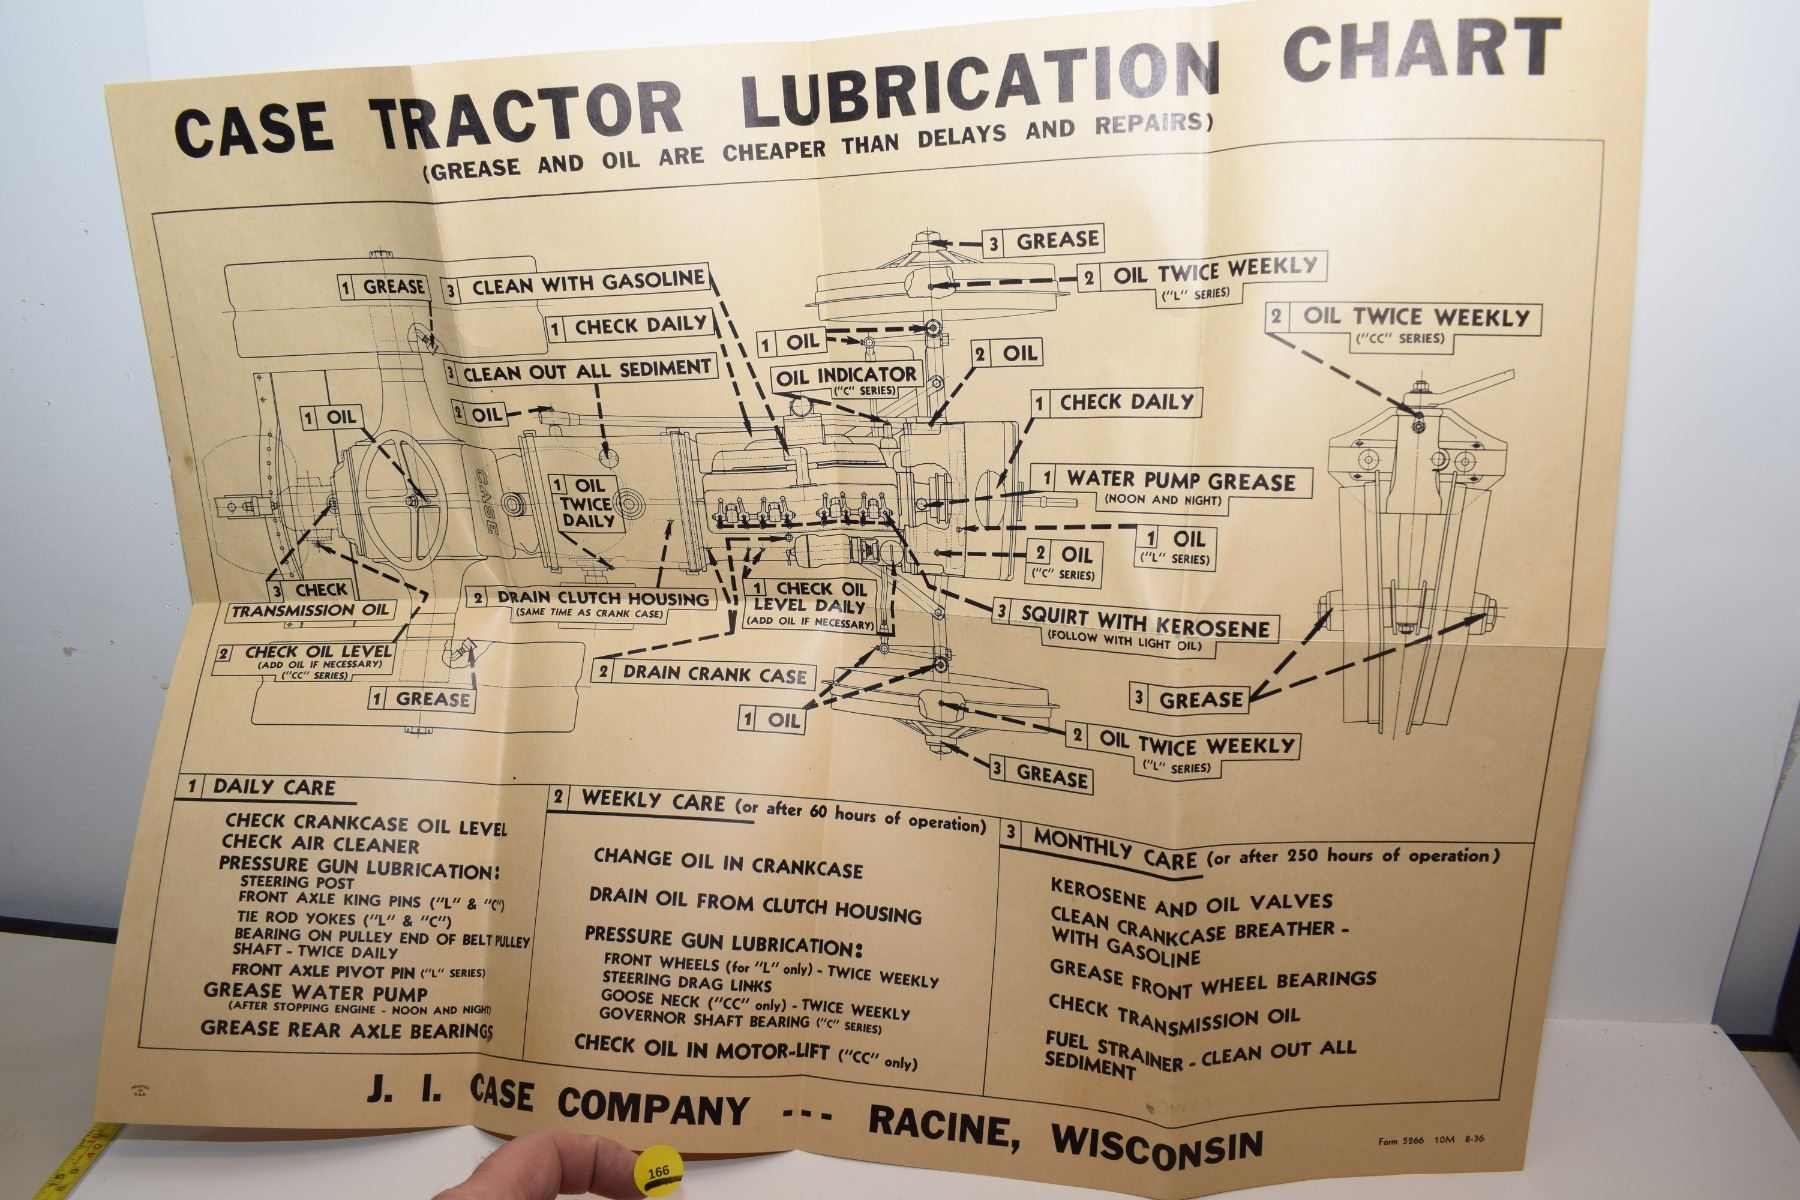 CASE TRACTOR LUBRICATION CHART
(GREASE AND OIL ARE CHEAPER THAN DELAYS AND REPAIRS)
3 GREASE
2 OIL TWICE WEEKLY
("L" SERIES)
1 GREASE
3 CLEAN WITH GASOLINE
1 CHECK DAILY
3 CLEAN OUT ALL SEDIMENT
1 OIL
2 OIL
OIL INDICATOR
("C" SERIES)
2 OIL TWICE WEEKLY
("CC" SERIES)
1 OIL
2 OIL
1 CHECK DAILY
1 WATER PUMP GREASE
(NOON AND NIGHT)
CASE
1 OIL
TWICE
DAILY
1 OIL
("L" SERIES)
2 OIL
("C" SERIES)
3 CHECK
TRANSMISSION OIL
2 DRAIN CLUTCH HOUSING
(SAME TIME AS CRANK CASE)
1 CHECK OIL
LEVEL DAILY
(ADD OIL IF NECESSARY)
3 SQUIRT WITH KEROSENE
(FOLLOW WITH LIGHT OIL)
2 CHECK OIL LEVEL
(ADD OIL IF NECESSARY)
("CC" SERIES)
1 GREASE
2 DRAIN CRANK CASE
1 OIL
3 GREASE
2 OIL TWICE WEEKLY
("L" SERIES)
3 GREASE
1 DAILY CARE
CHECK CRANKCASE OIL LEVEL
CHECK AIR CLEANER
PRESSURE GUN LUBRICATION:
STEERING POST
FRONT AXLE KING PINS ("L" & "C")
TIE ROD YOKES ("L" & "C")
BEARING ON PULLEY END OF BELT PULLEY
SHAFT - TWICE DAILY
FRONT AXLE PIVOT PIN ("L" SERIES)
GREASE WATER PUMP
(AFTER STOPPING ENGINE - NOON AND NIGHT)
GREASE REAR AXLE BEARINGS
2 WEEKLY CARE (or after 60 hours of operation)
CHANGE OIL IN CRANKCASE
DRAIN OIL FROM CLUTCH HOUSING
PRESSURE GUN LUBRICATION:
FRONT WHEELS (for "L" only) - TWICE WEEKLY
STEERING DRAG LINKS
GOOSE NECK ("CC" only) - TWICE WEEKLY
GOVERNOR SHAFT BEARING ("C" SERIES)
CHECK OIL IN MOTOR-LIFT ("CC" only)
3 MONTHLY CARE (or after 250 hours of operation)
KEROSENE AND OIL VALVES
CLEAN CRANKCASE BREATHER -
WITH GASOLINE
GREASE FRONT WHEEL BEARINGS
CHECK TRANSMISSION OIL
FUEL STRAINER - CLEAN OUT ALL
SEDIMENT
J. I. CASE COMPANY --- RACINE, WISCONSIN
Form 5266 10M 8-36
166